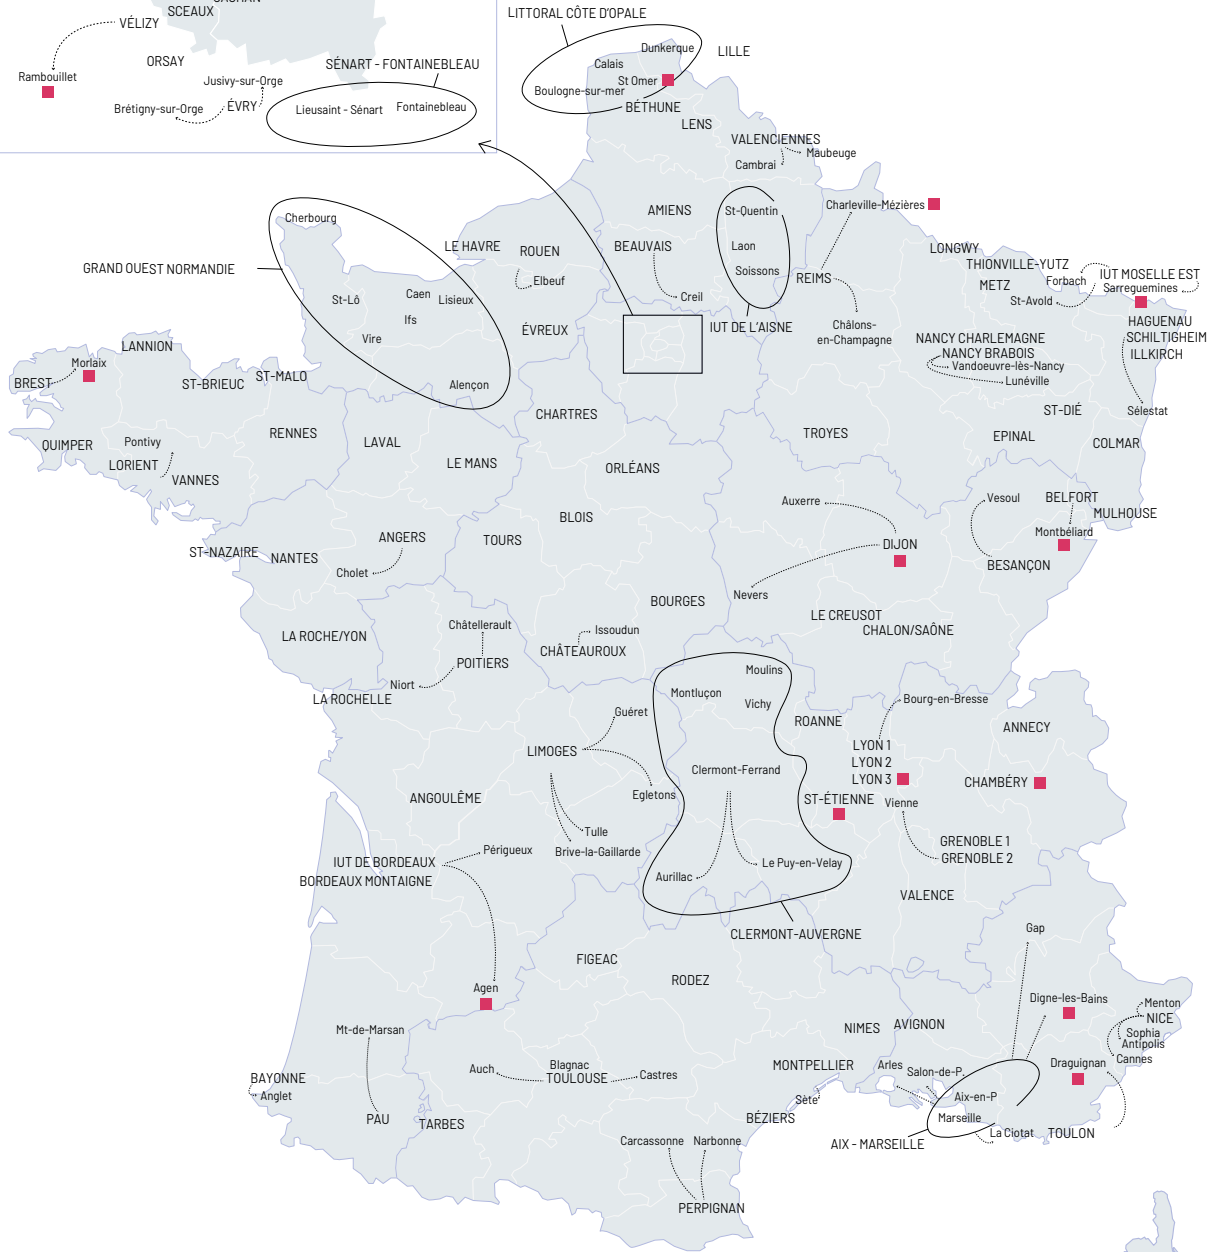 SCEAUX
VÉLIZY
ORSAY
Rambouillet
Jusivy-sur-Orge
SÉNART - FONTAINEBLEAU
Brétigny-sur-Orge
ÉVRY
Lieusaint - Sénart
Fontainebleau
LITTORAL CÔTE D'OPALE
Dunkerque
LILLE
Calais
St Omer
Boulogne-sur-mer
BÉTHUNE
LENS
VALENCIENNES
Maubeuge
Cambrai
Cherbourg
AMIENS
St-Quentin
Charleville-Mézières
LE HAVRE
ROUEN
BEAUVAIS
Laon
LONGWY
GRAND OUEST NORMANDIE
Elbeuf
Soissons
REIMS
THIONVILLE-YUTZ
IUT MOSELLE EST
Forbach
METZ
Sarreguemines
St-Lô
Caen
Lisieux
Creil
St-Avold
Ifs
IUT DE L'AISNE
Châlons-
en-Champagne
HAGUENAU
Vire
ÉVREUX
NANCY CHARLEMAGNE
SCHILTIGHEIM
LANNION
NANCY BRABOIS
ILLKIRCH
Morlaix
Vandoeuvre-lès-Nancy
BREST
ST-BRIEUC
ST-MALO
Alençon
Lunéville
CHARTRES
ST-DIÉ
Sélestat
QUIMPER
Pontivy
RENNES
LAVAL
TROYES
EPINAL
COLMAR
LORIENT
VANNES
LE MANS
ORLÉANS
Auxerre
Vesoul
BELFORT
BLOIS
MULHOUSE
ST-NAZAIRE
NANTES
ANGERS
TOURS
DIJON
Montbéliard
Cholet
BESANÇON
Nevers
BOURGES
LE CREUSOT
LA ROCHE/YON
Châtellerault
Issoudun
CHALON/SAÔNE
POITIERS
CHÂTEAUROUX
Niort
Moulins
LA ROCHELLE
Montluçon
Vichy
Bourg-en-Bresse
Guéret
ROANNE
ANNECY
LIMOGES
LYON 1
LYON 2
Clermont-Ferrand
LYON 3
CHAMBÉRY
ANGOULÊME
Egletons
ST-ÉTIENNE
Vienne
Tulle
GRENOBLE 1
Périgueux
Brive-la-Gaillarde
GRENOBLE 2
IUT DE BORDEAUX
Le Puy-en-Velay
BORDEAUX MONTAIGNE
Aurillac
VALENCE
CLERMONT-AUVERGNE
Gap
FIGEAC
RODEZ
Agen
Digne-les-Bains
Menton
NICE
Mt-de-Marsan
NIMES
AVIGNON
Sophia
Antipolis
Cannes
Auch
Blagnac
TOULOUSE
Castres
MONTPELLIER
Arles
Salon-de-P.
Draguignan
BAYONNE
Anglet
Sète
Aix-en-P
PAU
TARBES
BÉZIERS
Marseille
La Ciotat
TOULON
Carcassonne
Narbonne
AIX - MARSEILLE
PERPIGNAN